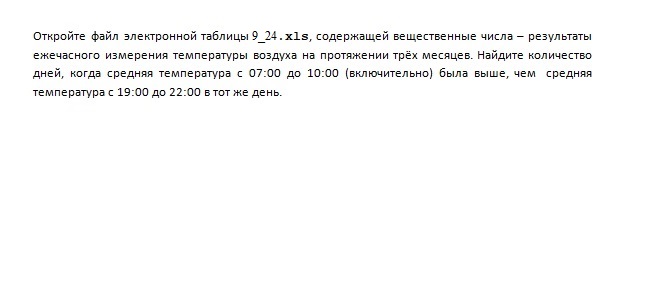 Откройте файл электронной таблицы 9_24.xls, содержащей вещественные числа – результаты
ежечасного измерения температуры воздуха на протяжении трёх месяцев. Найдите количество
дней, когда средняя температура с 07:00 до 10:00 (включительно) была выше, чем средняя
температура с 19:00 до 22:00 в тот же день.